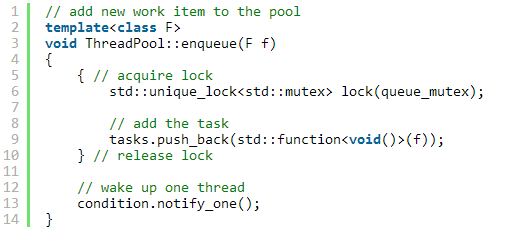 1 // add new work item to the pool
2 template<class F>
3 void ThreadPool::enqueue(F f)
4 {
5     { // acquire lock
6         std::unique_lock<std::mutex> lock(queue_mutex);
7
8         // add the task
9         tasks.push_back(std::function<void()>(f));
10     } // release lock
11
12     // wake up one thread
13     condition.notify_one();
14 }